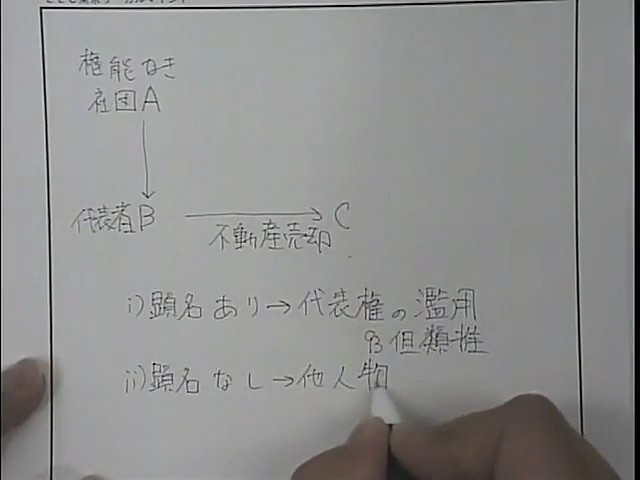 権能なき
社団A
代表者B
C
不動産売却
i)顕名あり→代表権の濫用
93但類推
ii)顕名なし→他人物